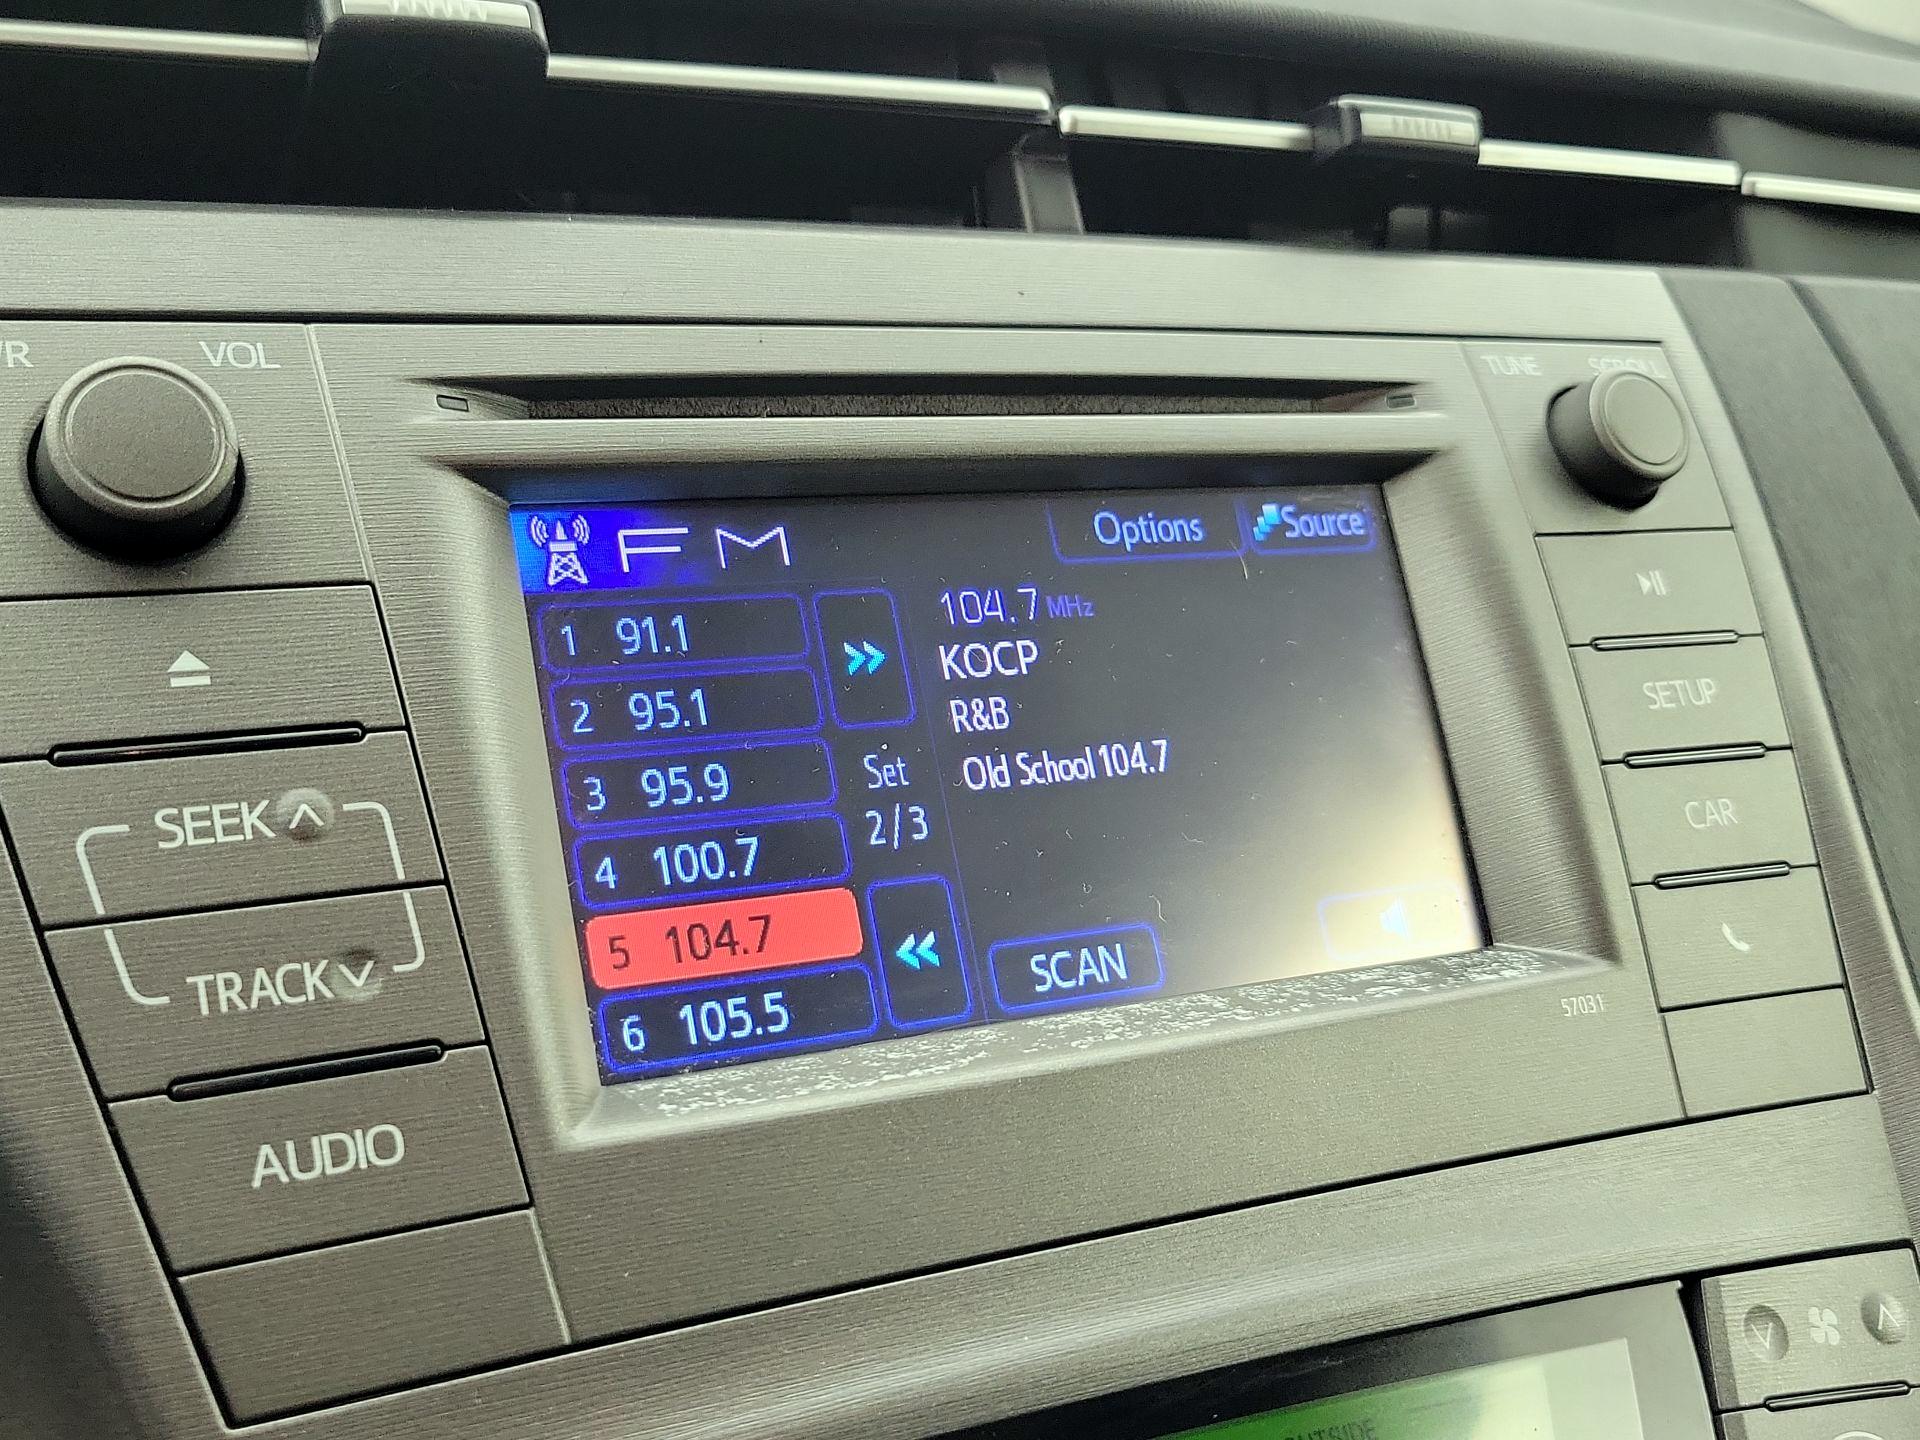 VOL
TUNE SCROLL
FM Options Source
1 91.1
2 95.1
3 95.9
4 100.7
5 104.7
6 105.5
Set
2/3
104.7 MHz
KOCP
R&B
Old School 104.7
SCAN
SEEK
TRACK
AUDIO
SETUP
CAR
57031
OUTSIDE